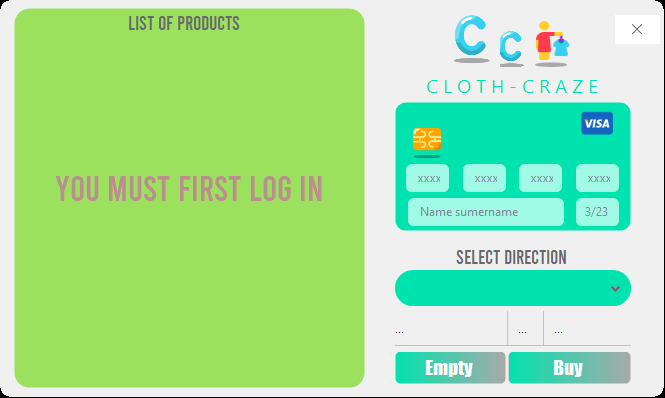 LIST OF PRODUCTS
YOU MUST FIRST LOG IN
C C
CLOTH-CRAZE
VISA
xxxx xxxx xxxx xxxx
Name sumername 3/23
SELECT DIRECTION
... ... ...
Empty Buy